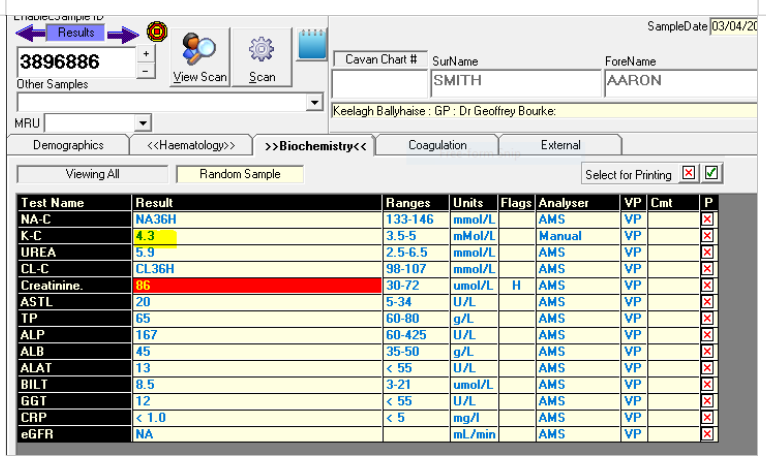 EnableCSample ID
Results
SampleDate 03/04/20
3896886
+
-
View Scan
Scan
Cavan Chart # SurName ForeName
SMITH AARON
Other Samples
Keelagh Ballyhaise : GP : Dr Geoffrey Bourke:
MRU
Demographics <<Haematology>> >>Biochemistry<< Coagulation External
Viewing All Random Sample Select for Printing
Test Name Result Ranges Units Flags Analyser VP Cmt P
NA-C NA36H 133-146 mmol/L AMS VP
K-C 4.3 3.5-5 mMol/L Manual VP
UREA 5.9 2.5-6.5 mmol/L AMS VP
CL-C CL36H 98-107 mmol/L AMS VP
Creatinine. 86 30-72 umol/L H AMS VP
ASTL 20 5-34 U/L AMS VP
TP 65 60-80 g/L AMS VP
ALP 167 60-425 U/L AMS VP
ALB 45 35-50 g/L AMS VP
ALAT 13 < 55 U/L AMS VP
BILT 8.5 3-21 umol/L AMS VP
GGT 12 < 55 U/L AMS VP
CRP < 1.0 < 5 mg/l AMS VP
eGFR NA mL/min AMS VP